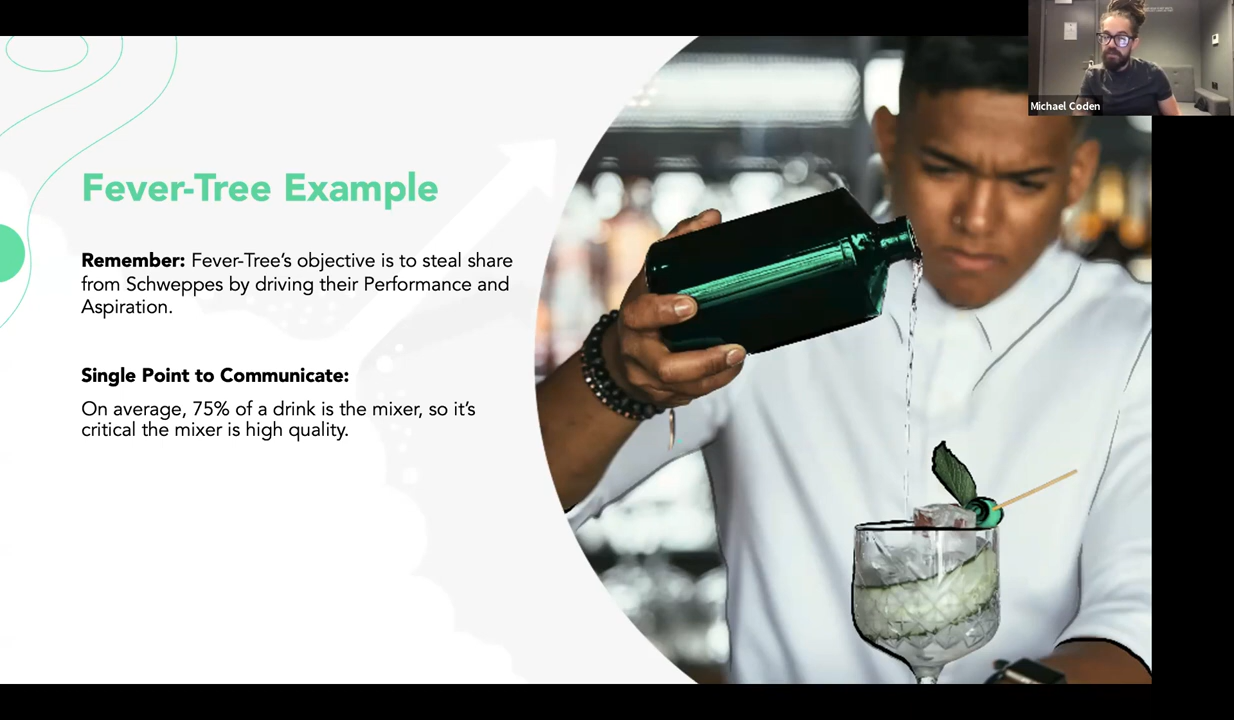 Michael Coden
Fever-Tree Example
Remember: Fever-Tree's objective is to steal share
from Schweppes by driving their Performance and
Aspiration.
Single Point to Communicate:
On average, 75% of a drink is the mixer, so it's
critical the mixer is high quality.